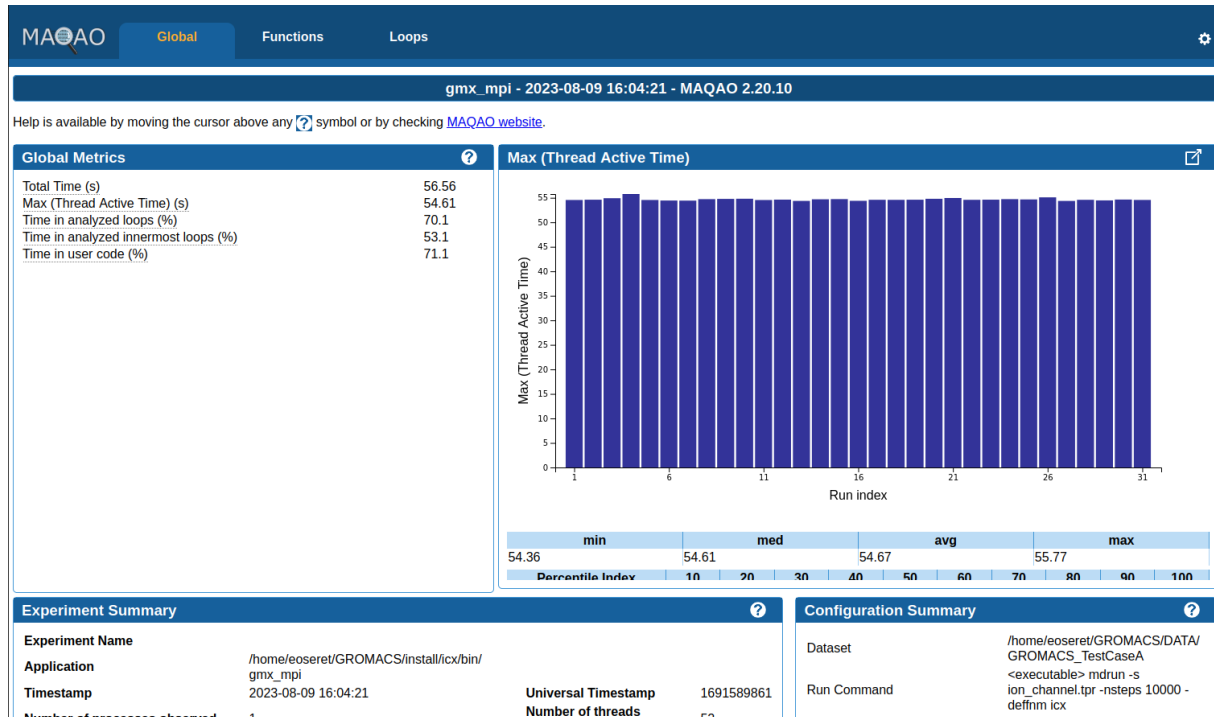 MAQAO
Global Functions Loops
gmx_mpi - 2023-08-09 16:04:21 - MAQAO 2.20.10
Help is available by moving the cursor above any ? symbol or by checking MAQAO website.
Global Metrics ?
Total Time (s) 56.56
Max (Thread Active Time) (s) 54.61
Time in analyzed loops (%) 70.1
Time in analyzed innermost loops (%) 53.1
Time in user code (%) 71.1
Max (Thread Active Time)
55
50
45
40
35
30
25
20
15
10
5
0
Max (Thread Active Time)
1 6 11 16 21 26 31
Run index
min med avg max
54.36 54.61 54.67 55.77
Percentile Index 10 20 30 40 50 60 70 80 90 100
Experiment Summary ?
Experiment Name
Application /home/eoseret/GROMACS/install/icx/bin/
gmx_mpi
Timestamp 2023-08-09 16:04:21 Universal Timestamp 1691589861
Number of processes observed 1 Number of threads 52
Configuration Summary ?
Dataset /home/eoseret/GROMACS/DATA/
GROMACS_TestCaseA
Run Command <executable> mdrun -s
ion_channel.tpr -nsteps 10000 -
deffnm icx